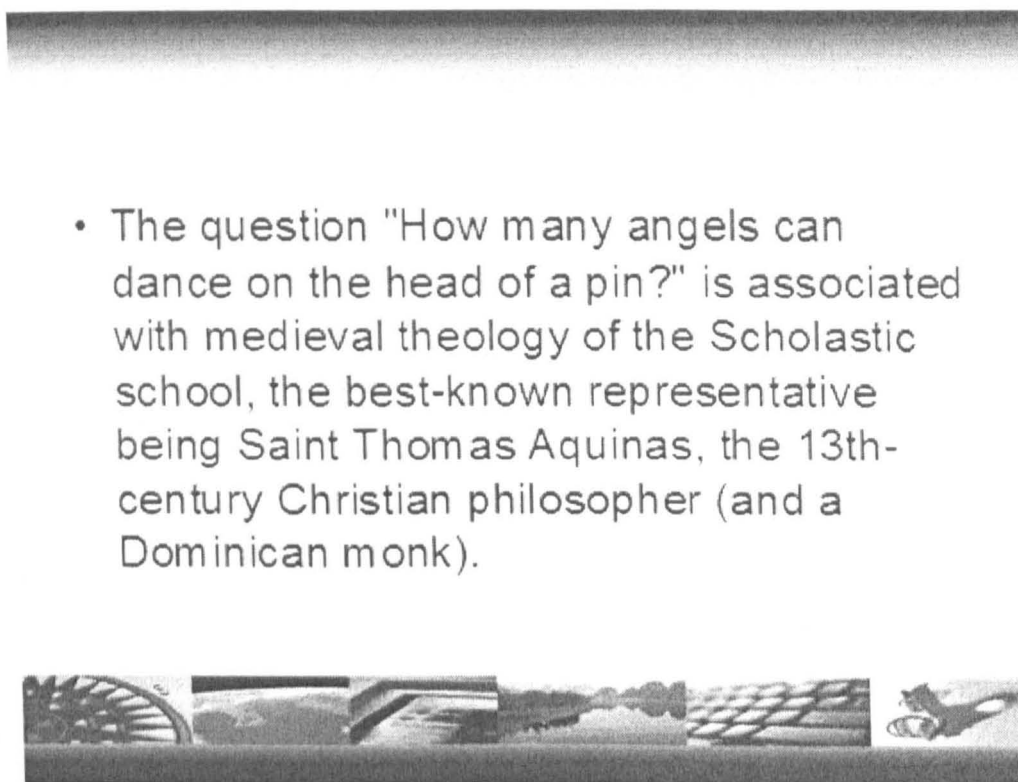 • The question "How many angels can
dance on the head of a pin?" is associated
with medieval theology of the Scholastic
school, the best-known representative
being Saint Thomas Aquinas, the 13th-
century Christian philosopher (and a
Dominican monk).